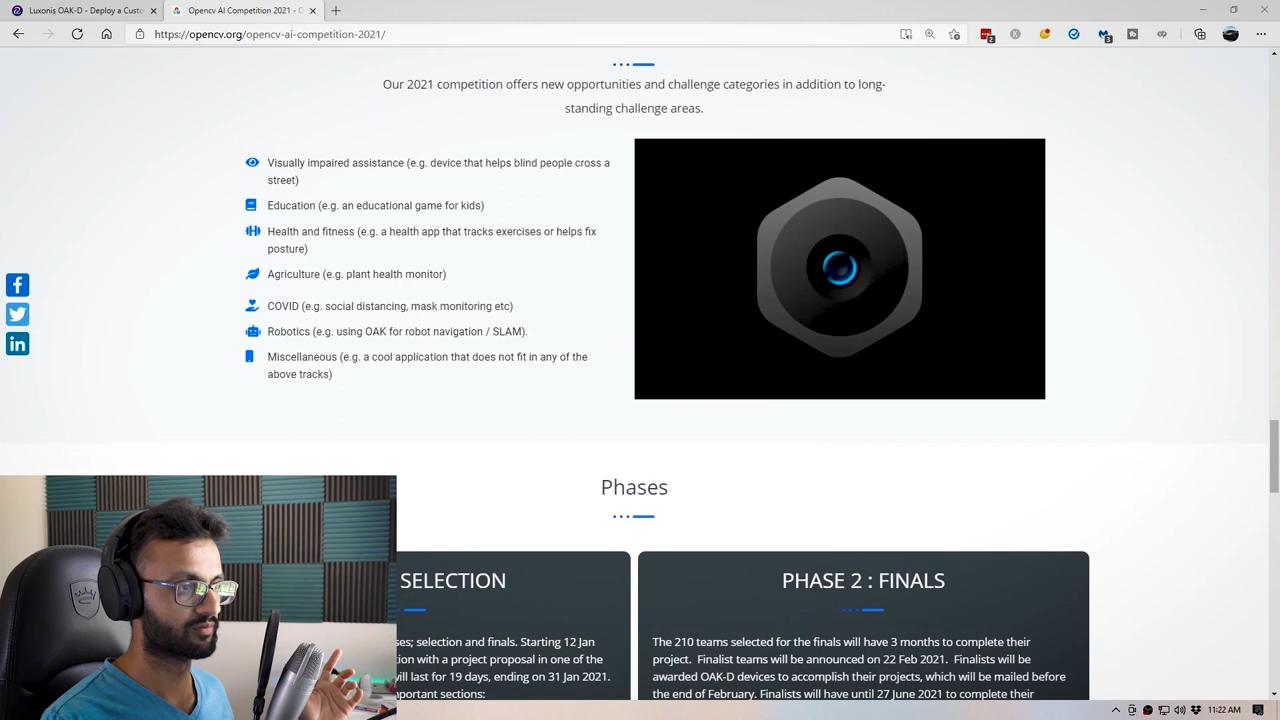 Luxonis OAK-D - Deploy a Custo
Opencv AI Competition 2021 - C
https://opencv.org/opencv-ai-competition-2021/
2
3
Our 2021 competition offers new opportunities and challenge categories in addition to long-
standing challenge areas.
Visually impaired assistance (e.g. device that helps blind people cross a
street)
Education (e.g. an educational game for kids)
Health and fitness (e.g. a health app that tracks exercises or helps fix
posture)
Agriculture (e.g. plant health monitor)
COVID (e.g. social distancing, mask monitoring etc)
Robotics (e.g. using OAK for robot navigation / SLAM).
Miscellaneous (e.g. a cool application that does not fit in any of the
above tracks)
Phases
SELECTION
ses; selection and finals. Starting 12 Jan
tion with a project proposal in one of the
will last for 19 days, ending on 31 Jan 2021.
mportant sections:
PHASE 2 : FINALS
The 210 teams selected for the finals will have 3 months to complete their
project. Finalist teams will be announced on 22 Feb 2021. Finalists will be
awarded OAK-D devices to accomplish their projects, which will be mailed before
the end of February. Finalists will have until 27 June 2021 to complete their
11:22 AM